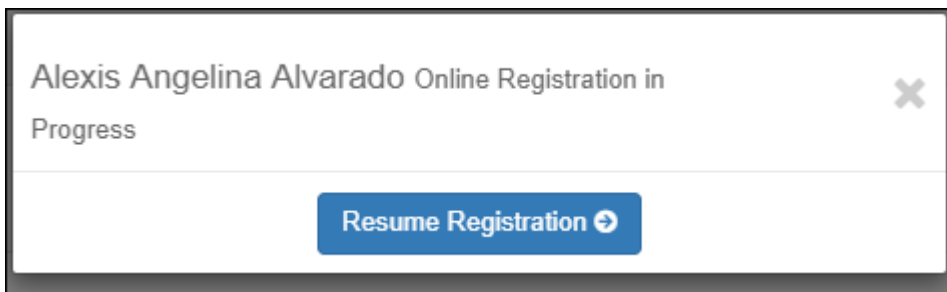 Alexis Angelina Alvarado Online Registration in
Progress
Resume Registration